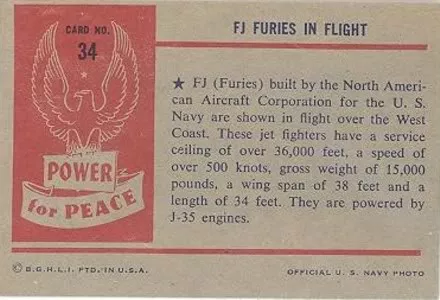 CARD NO.
34
POWER
for PEACE
FJ FURIES IN FLIGHT
★ FJ (Furies) built by the North Ameri-
can Aircraft Corporation for the U. S.
Navy are shown in flight over the West
Coast. These jet fighters have a service
ceiling of over 36,000 feet, a speed of
over 500 knots, gross weight of 15,000
pounds, a wing span of 38 feet and a
length of 34 feet. They are powered by
J-35 engines.
© B.G.H.L.I. PTD. IN U.S.A.
OFFICIAL U. S. NAVY PHOTO